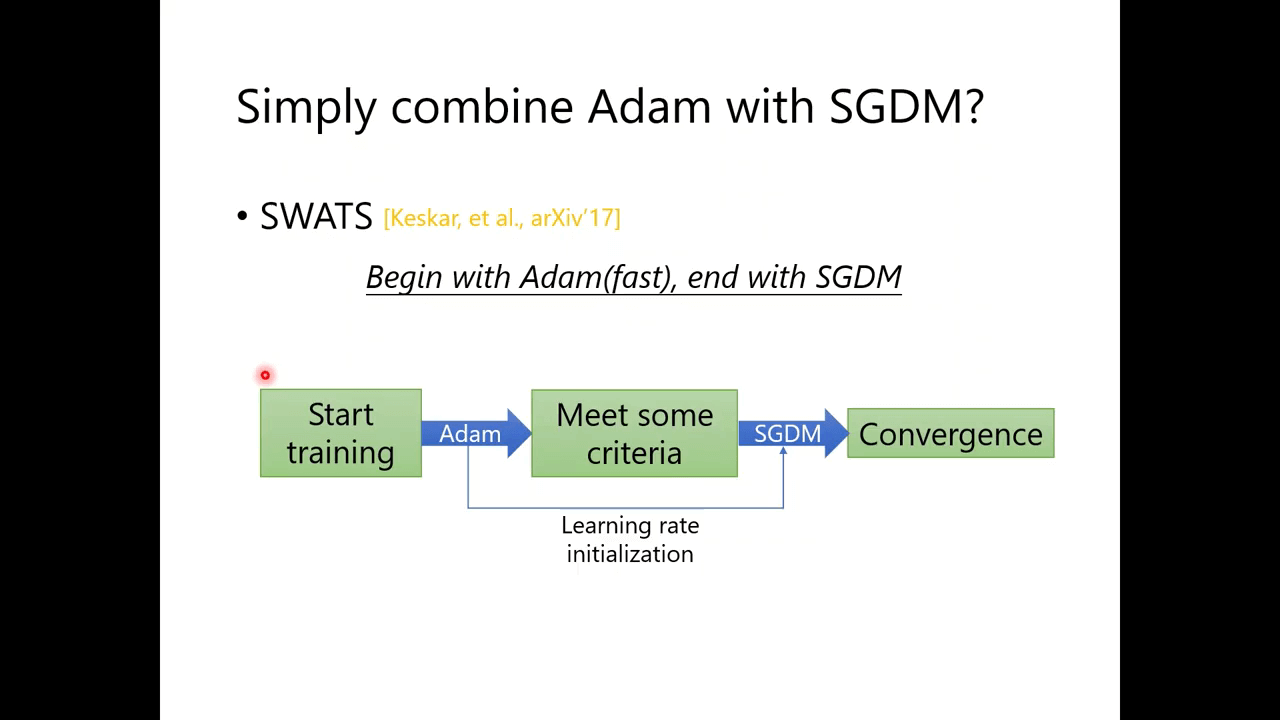 Simply combine Adam with SGDM?
• SWATS [Keskar, et al., arXiv’17]
Begin with Adam(fast), end with SGDM
Start
training
Adam
Meet some
criteria
SGDM
Convergence
Learning rate
initialization